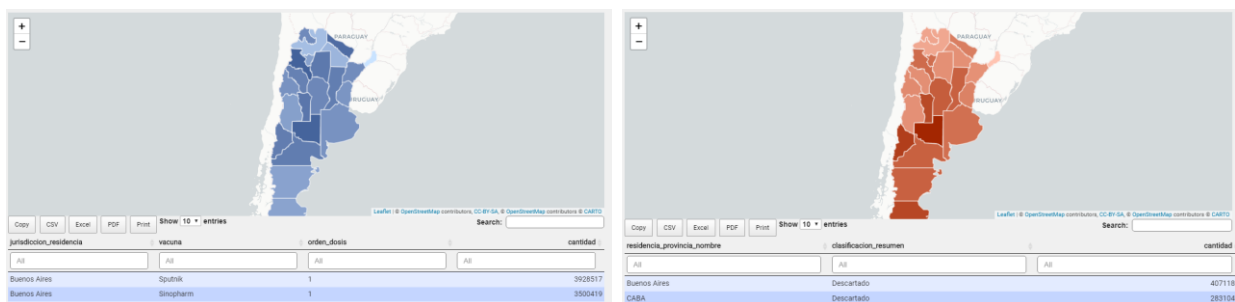 +
−
PARAGUAY
URUGUAY
Leaflet | © OpenStreetMap contributors, CC-BY-SA, © OpenStreetMap contributors © CARTO
Copy CSV Excel PDF Print Show 10 entries Search:
jurisdiccion_residencia vacuna orden_dosis cantidad
All All All All
Buenos Aires Sputnik 1 3928517
Buenos Aires Sinopharm 1 3500419
+
−
PARAGUAY
URUGUAY
Leaflet | © OpenStreetMap contributors, CC-BY-SA, © OpenStreetMap contributors © CARTO
Copy CSV Excel PDF Print Show 10 entries Search:
residencia_provincia_nombre clasificacion_resumen cantidad
All All All
Buenos Aires Descartado 407118
CABA Descartado 283104